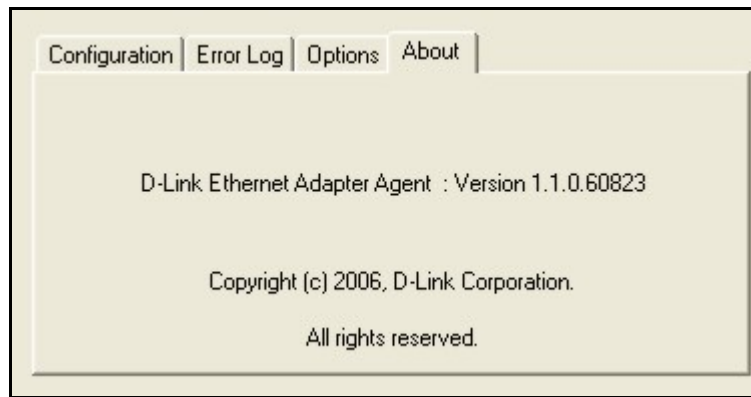 Configuration Error Log Options About
D-Link Ethernet Adapter Agent : Version 1.1.0.60823
Copyright (c) 2006, D-Link Corporation.
All rights reserved.